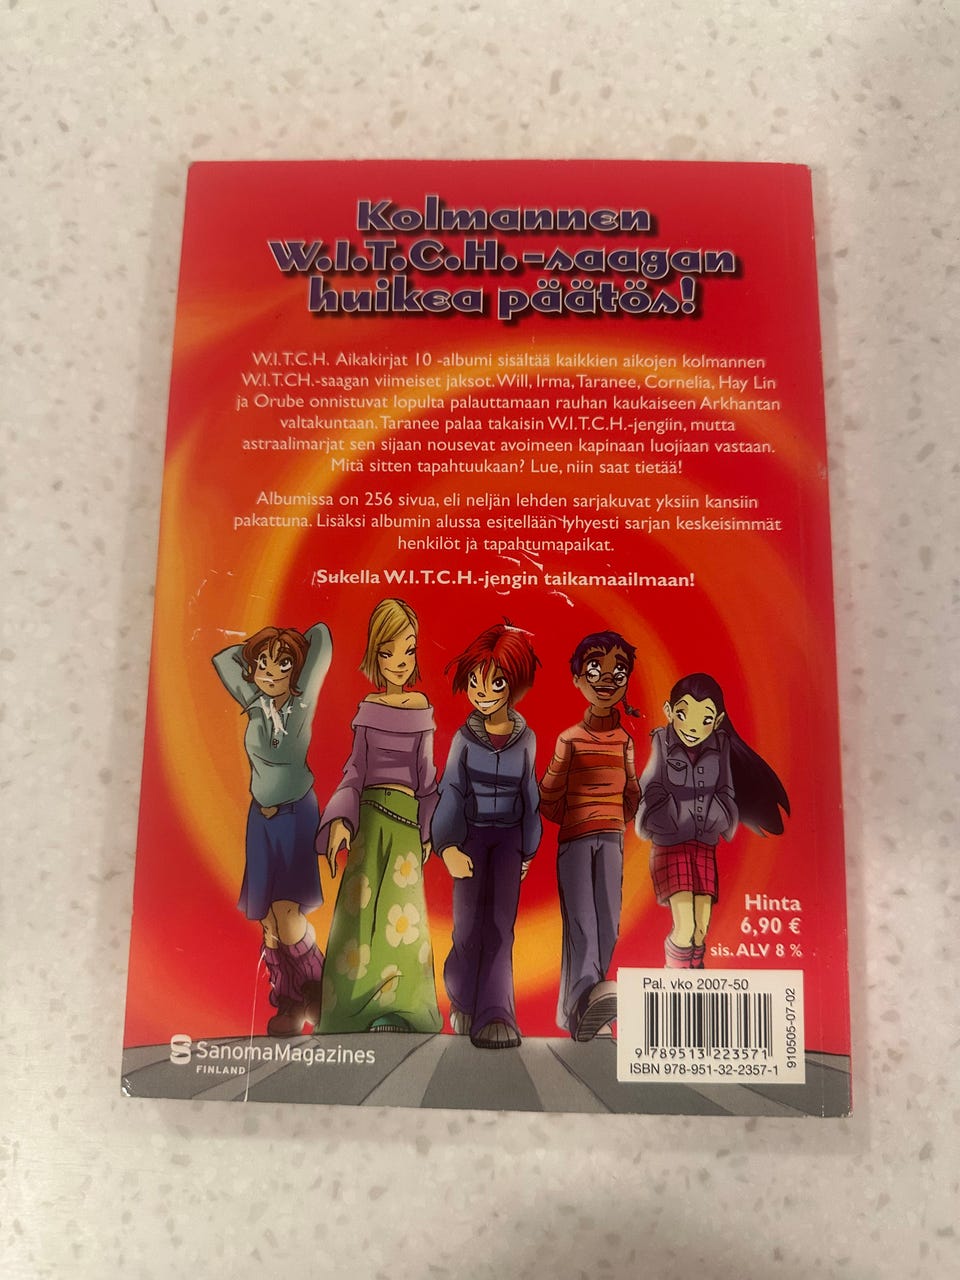 Kolmannen
W.I.T.C.H.-saagan
huikea päätös!
W.I.T.C.H. Aikakirjat 10 -albumi sisältää kaikkien aikojen kolmannen
W.I.T.CH.-saagan viimeiset jaksot. Will, Irma, Taranee, Cornelia, Hay Lin
ja Orube onnistuvat lopulta palauttamaan rauhan kaukaiseen Arkhantan
valtakuntaan. Taranee palaa takaisin W.I.T.C.H.-jengiin, mutta
astraalimarjat sen sijaan nousevat avoimeen kapinaan luojiaan vastaan.
Mitä sitten tapahtuukaan? Lue, niin saat tietää!
Albumissa on 256 sivua, eli neljän lehden sarjakuvat yksiin kansiin
pakattuna. Lisäksi albumin alussa esitellään lyhyesti sarjan keskeisimmät
henkilöt ja tapahtumapaikat.
Sukella W.I.T.C.H.-jengin taikamaailmaan!
Hinta
6,90 €
sis. ALV 8 %
Pal. vko 2007-50
9 789513 223571
ISBN 978-951-32-2357-1
910505-07-02
SanomaMagazines
FINLAND